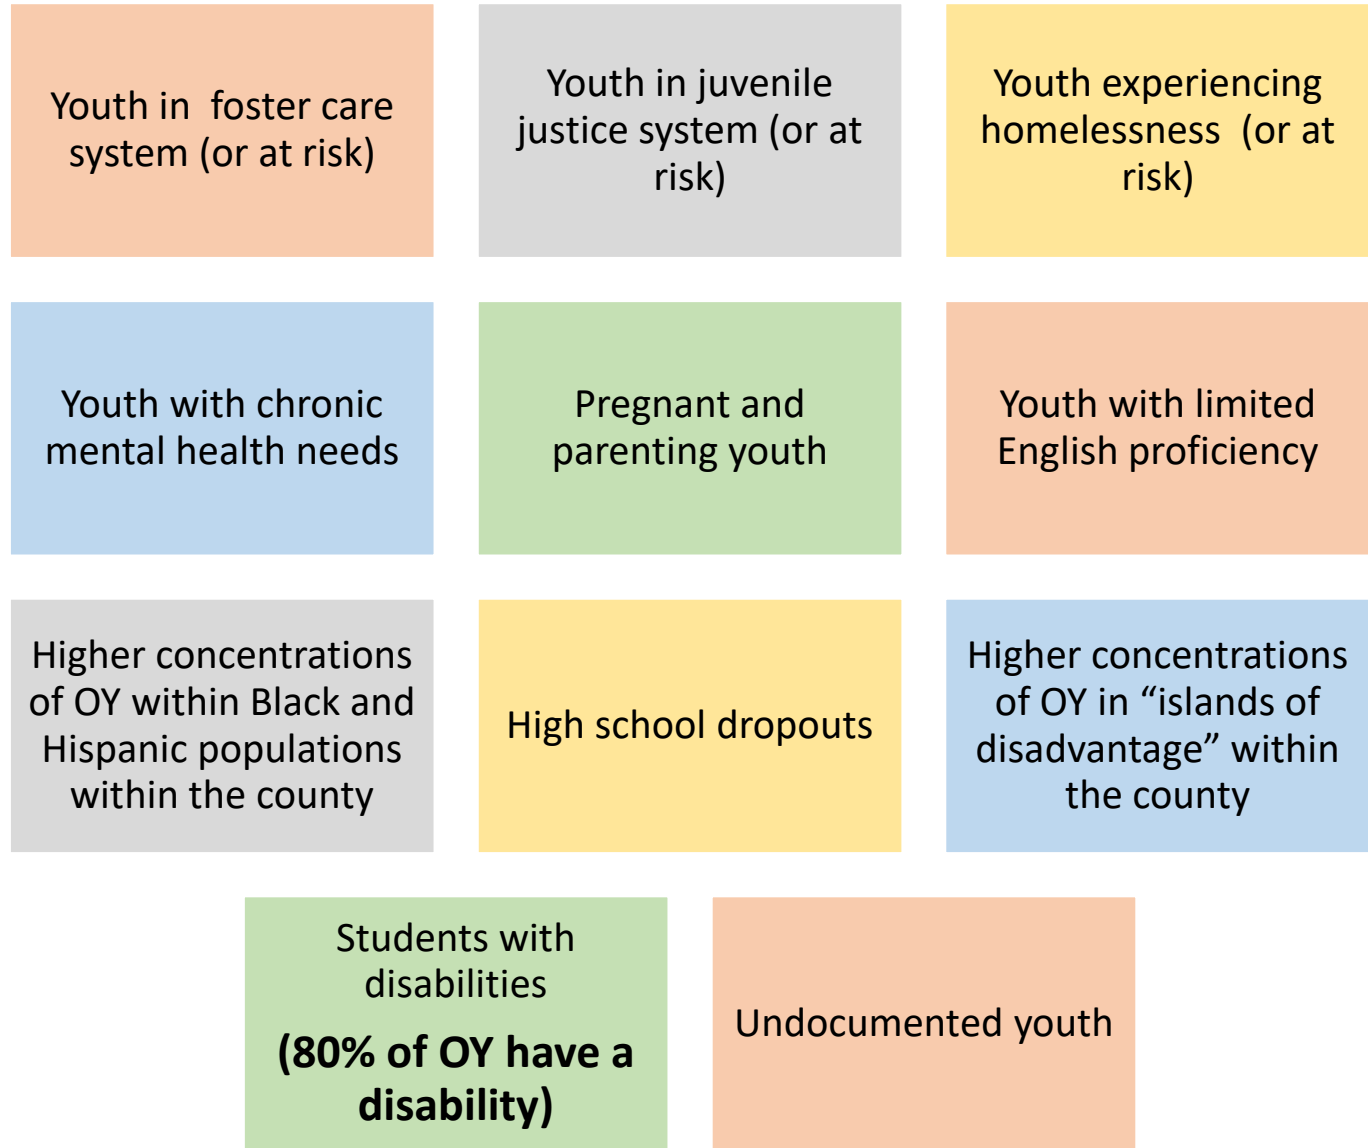 Youth in  foster care
system (or at risk)
Youth in juvenile
justice system (or at
risk)
Youth experiencing
homelessness  (or at
risk)
Youth with chronic
mental health needs
Pregnant and
parenting youth
Youth with limited
English proficiency
Higher concentrations
of OY within Black and
Hispanic populations
within the county
High school dropouts
Higher concentrations
of OY in “islands of
disadvantage” within
the county
Students with
disabilities
(80% of OY have a
disability)
Undocumented youth